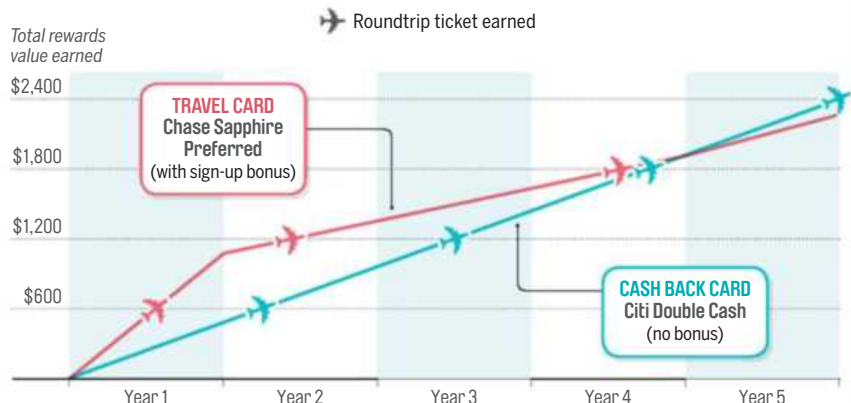 Roundtrip ticket earned
Total rewards
value earned
$2,400
TRAVEL CARD
Chase Sapphire
Preferred
(with sign-up bonus)
$1,800
$1,200
$600
CASH BACK CARD
Citi Double Cash
(no bonus)
Year 1
Year 2
Year 3
Year 4
Year 5